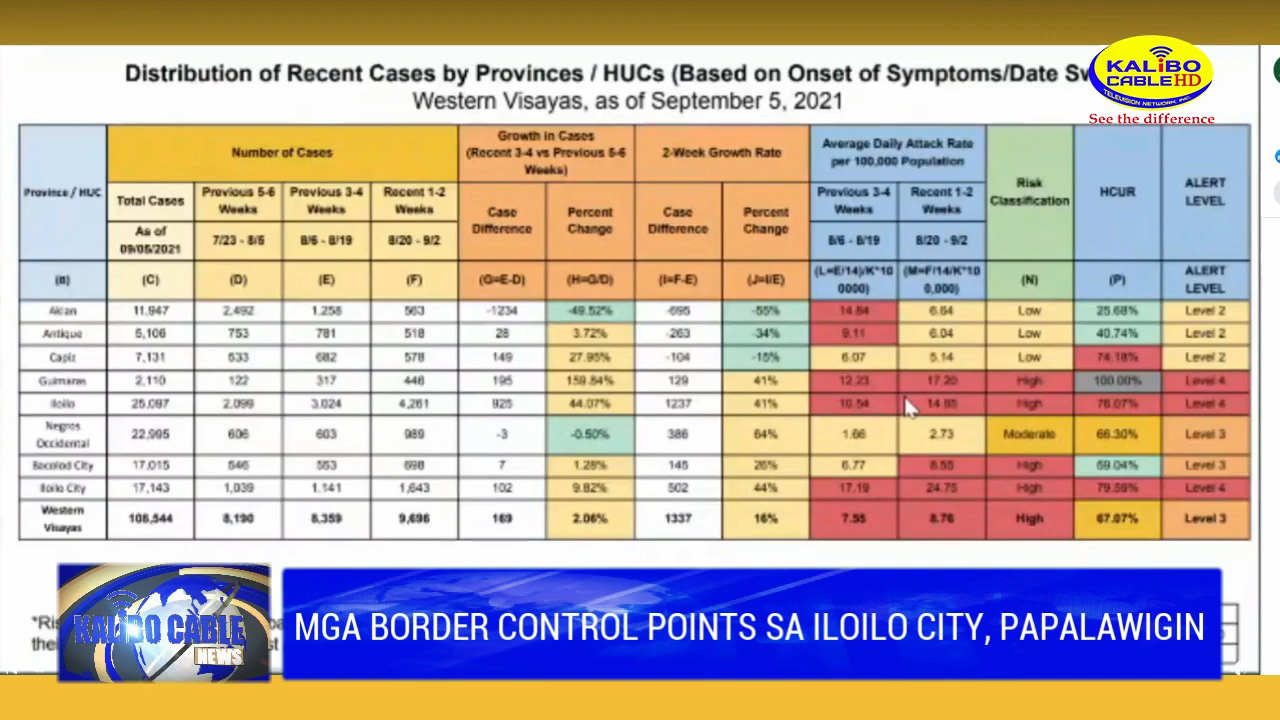 KALIBO
CABLE HD
TELEVISION NETWORK, INC.
See the difference
Distribution of Recent Cases by Provinces / HUCs (Based on Onset of Symptoms/Date
Western Visayas, as of September 5, 2021
Province / HUC Number of Cases Growth in Cases (Recent 3-4 vs Previous 5-6 Weeks) 2-Week Growth Rate Average Daily Attack Rate per 100,000 Population Risk Classification HCUR ALERT LEVEL
Total Cases Previous 5-6 Weeks Previous 3-4 Weeks Recent 1-2 Weeks Case Difference Percent Change Case Difference Percent Change Previous 3-4 Weeks Recent 1-2 Weeks
As of 09/05/2021 7/23 - 8/5 8/6 - 8/19 8/20 - 9/2 8/6 - 8/19 8/20 - 9/2
(B) (C) (D) (E) (F) (G=E-D) (H=G/D) (I=F-E) (J=I/E) (L=E/14)/K*100000) (M=F/14/K*100,000) (N) (P) ALERT LEVEL
Aklan 11,947 2,492 1,258 563 -1234 -49.52% -695 -55% 14.84 6.64 Low 25.68% Level 2
Antique 753 781 518 28 3.72% -263 -34% 9.11 6.04 Low 40.74% Level 2
Capiz 7,131 533 682 578 149 27.95% -104 -15% 6.07 5.14 Low 74.18% Level 2
Guimaras 2,110 122 317 446 195 159.84% 129 41% 12.23 17.20 High 100.00% Level 4
Iloilo 25,097 2,099 3,024 4,261 925 44.07% 1237 41% 10.54 14.85 High 76.07% Level 4
Negros Occidental 22,995 606 603 989 -3 -0.50% 386 64% 1.66 2.73 Moderate 66.30% Level 3
Bacolod City 17,015 546 553 698 7 1.28% 145 26% 6.77 8.55 High Level 3
Iloilo City 17,143 1,039 1,141 1,643 102 9.82% 502 44% 17.19 24.75 High 79.59% Level 4
Western Visayas 8,190 8,359 9,696 169 2.06% 1337 16% 7.55 8.76 High 67.07% Level 3
KALIBO CABLE
NEWS
MGA BORDER CONTROL POINTS SA ILOILO CITY, PAPALAWIGIN